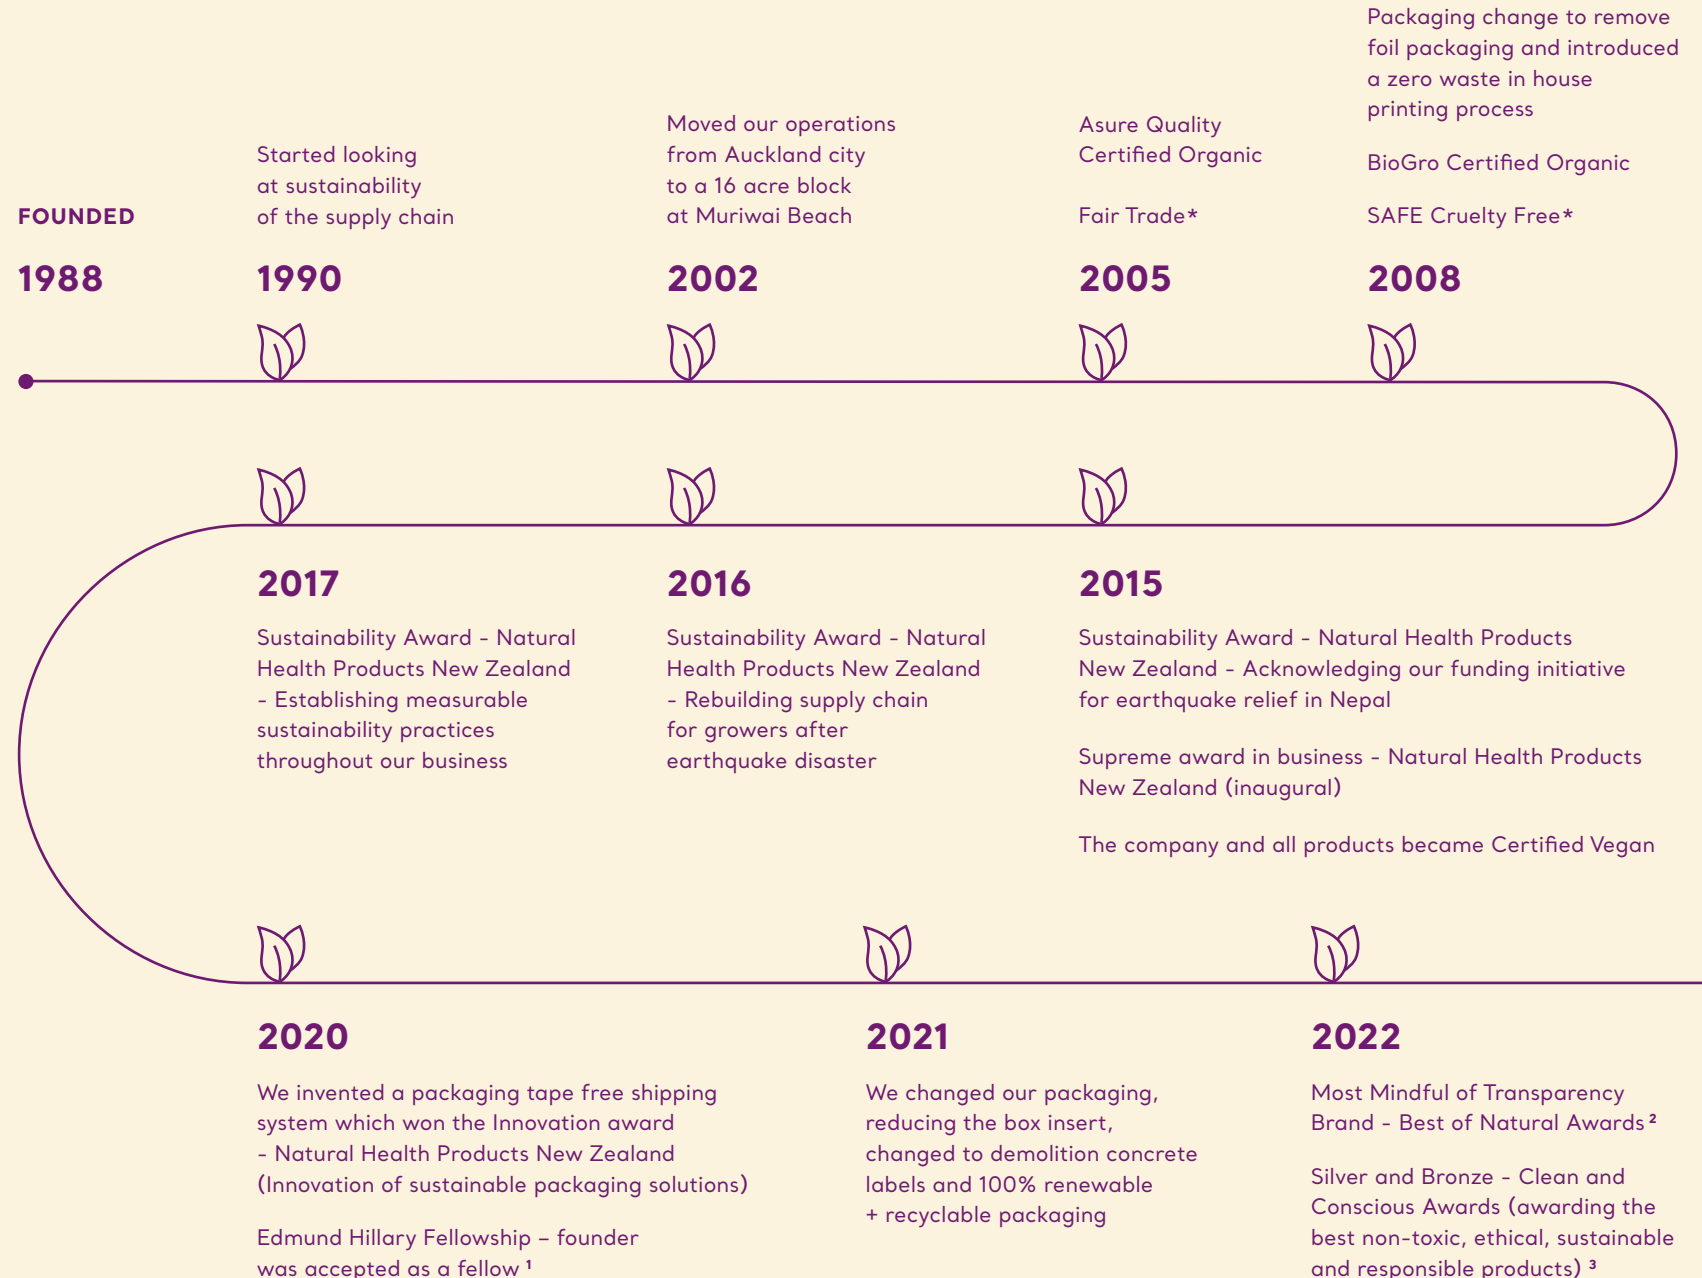 FOUNDED
1988
Started looking
at sustainability
of the supply chain
1990
Moved our operations
from Auckland city
to a 16 acre block
at Muriwai Beach
2002
Asure Quality
Certified Organic
Fair Trade*
2005
Packaging change to remove
foil packaging and introduced
a zero waste in house
printing process
BioGro Certified Organic
SAFE Cruelty Free*
2008
2015
Sustainability Award - Natural Health Products
New Zealand - Acknowledging our funding initiative
for earthquake relief in Nepal
Supreme award in business - Natural Health Products
New Zealand (inaugural)
The company and all products became Certified Vegan
2016
Sustainability Award - Natural
Health Products New Zealand
- Rebuilding supply chain
for growers after
earthquake disaster
2017
Sustainability Award - Natural
Health Products New Zealand
- Establishing measurable
sustainability practices
throughout our business
2020
We invented a packaging tape free shipping
system which won the Innovation award
- Natural Health Products New Zealand
(Innovation of sustainable packaging solutions)
Edmund Hillary Fellowship – founder
was accepted as a fellow ¹
2021
We changed our packaging,
reducing the box insert,
changed to demolition concrete
labels and 100% renewable
+ recyclable packaging
2022
Most Mindful of Transparency
Brand - Best of Natural Awards ²
Silver and Bronze - Clean and
Conscious Awards (awarding the
best non-toxic, ethical, sustainable
and responsible products) ³